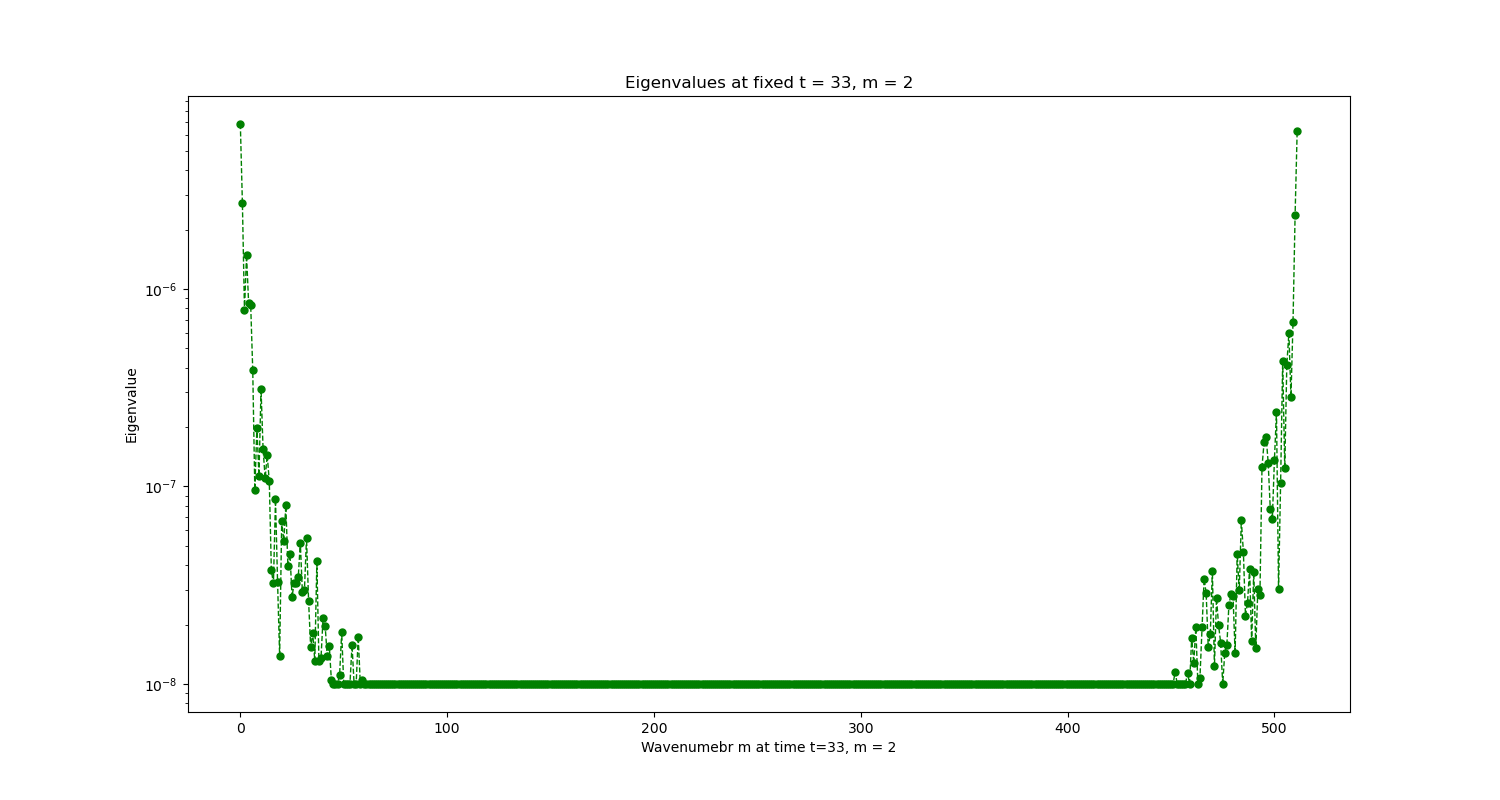 Eigenvalues at fixed t = 33, m = 2
Eigenvalue
10⁻⁶
10⁻⁷
10⁻⁸
0 100 200 300 400 500
Wavenumebr m at time t=33, m = 2